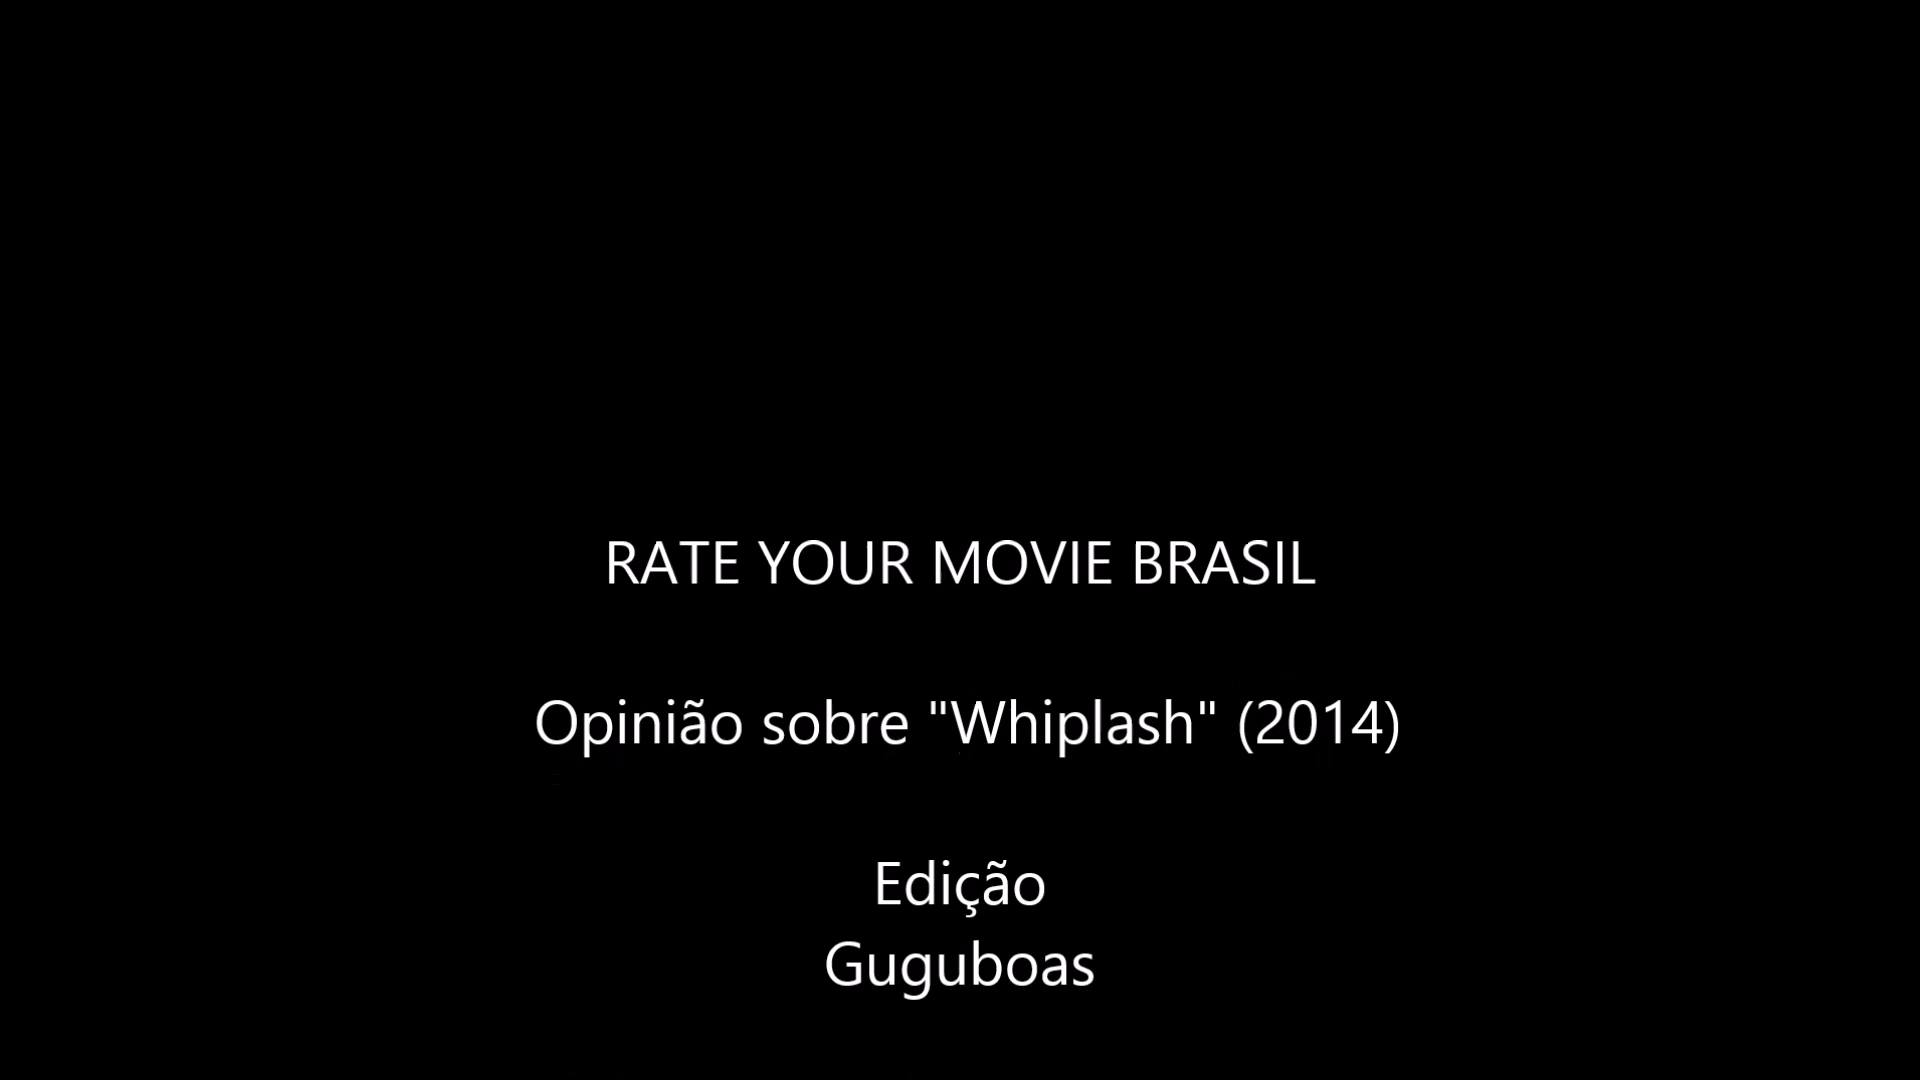 RATE YOUR MOVIE BRASIL
Opinião sobre "Whiplash" (2014)
Edição
Guguboas